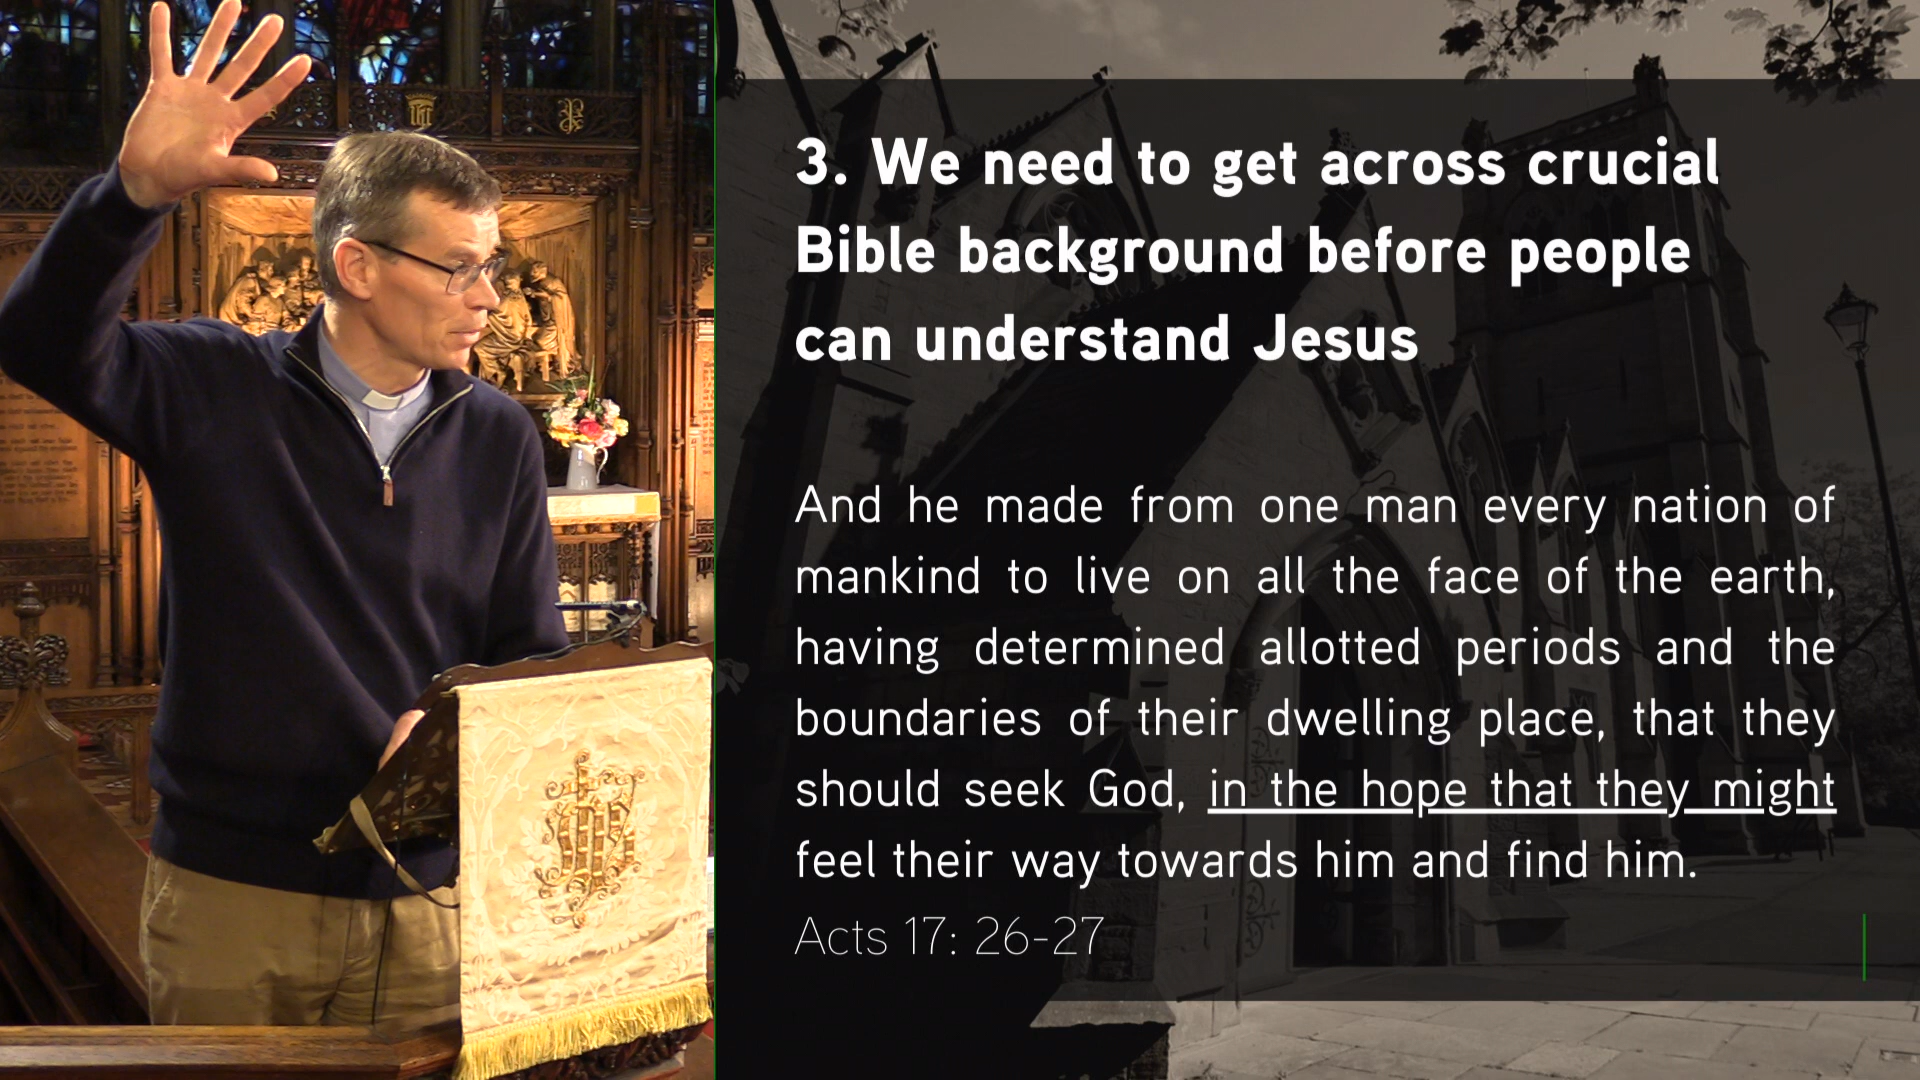 3. We need to get across crucial
Bible background before people
can understand Jesus
And he made from one man every nation of
mankind to live on all the face of the earth,
having determined allotted periods and the
boundaries of their dwelling place, that they
should seek God, in the hope that they might
feel their way towards him and find him.
Acts 17: 26-27